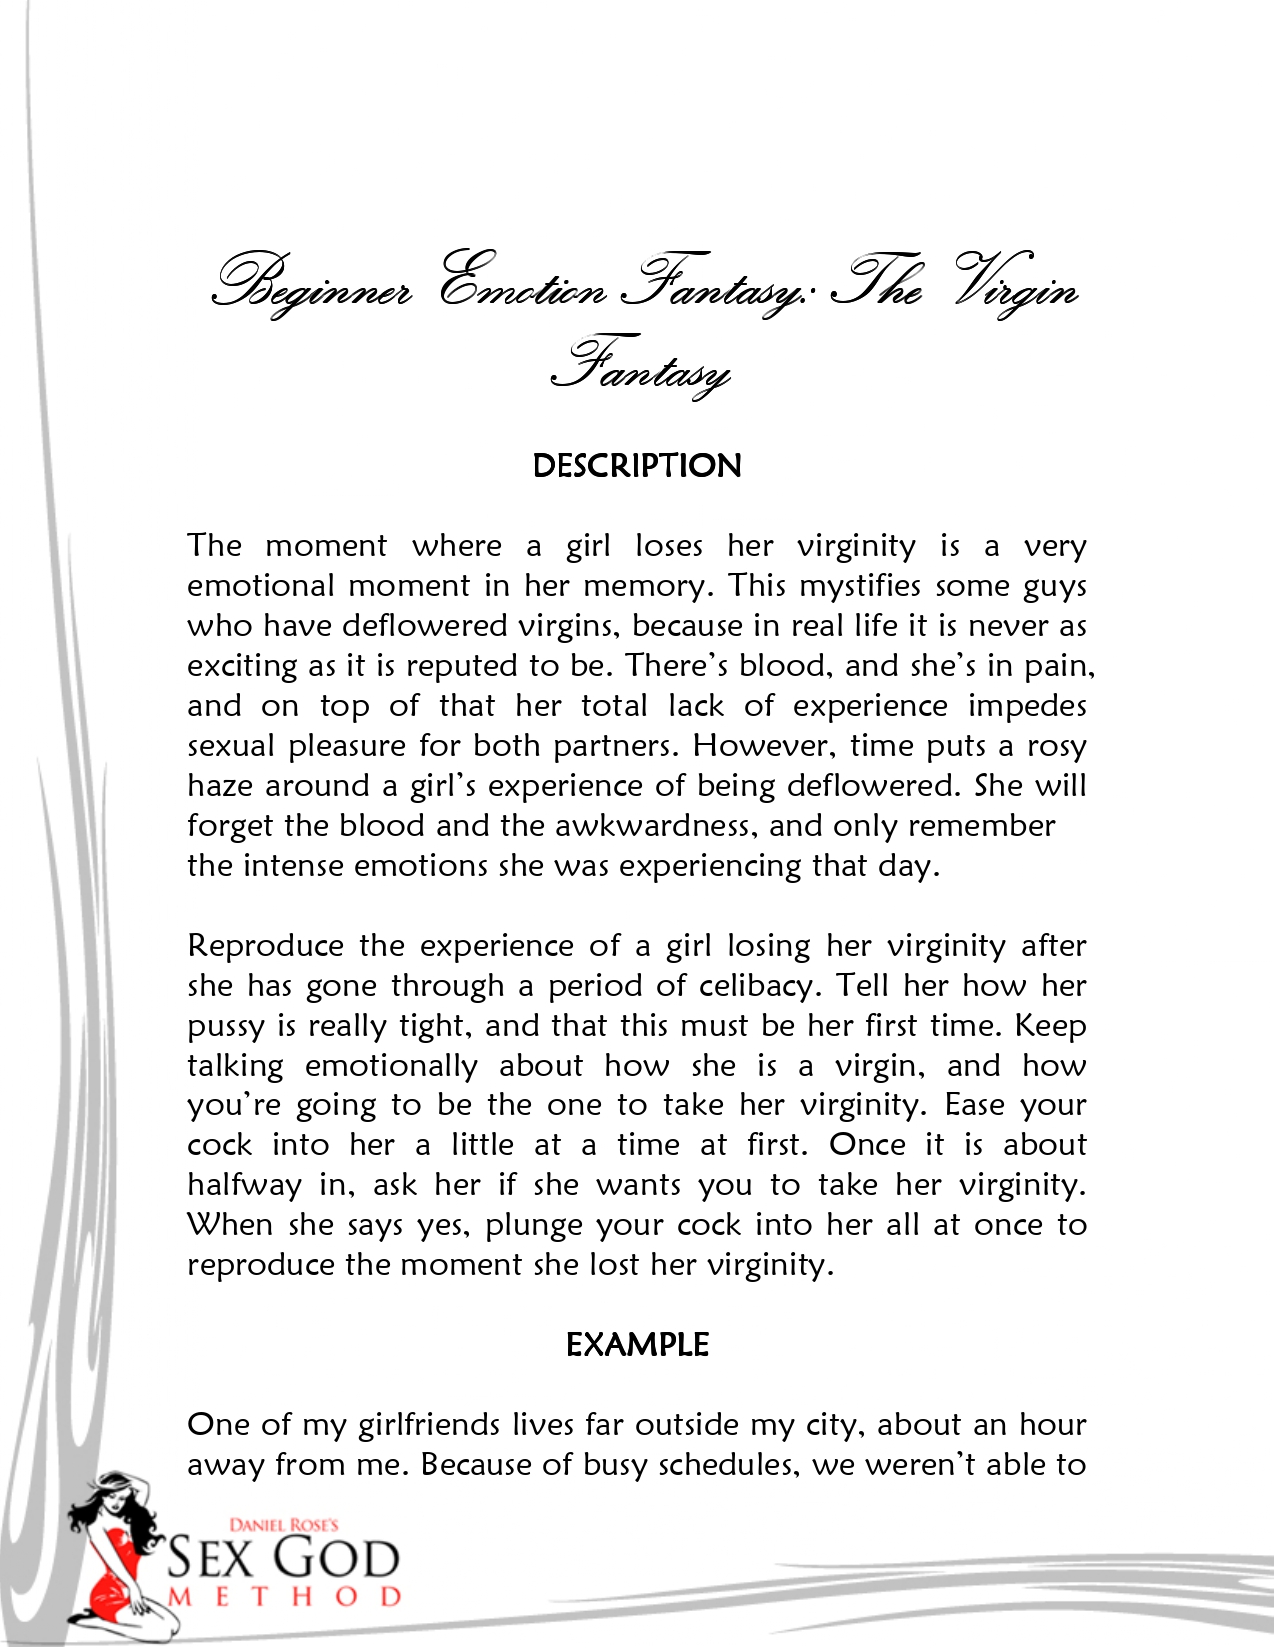 Beginner Emotion Fantasy: The Virgin
Fantasy
DESCRIPTION
The moment where a girl loses her virginity is a very
emotional moment in her memory. This mystifies some guys
who have deflowered virgins, because in real life it is never as
exciting as it is reputed to be. There’s blood, and she’s in pain,
and on top of that her total lack of experience impedes
sexual pleasure for both partners. However, time puts a rosy
haze around a girl’s experience of being deflowered. She will
forget the blood and the awkwardness, and only remember
the intense emotions she was experiencing that day.
Reproduce the experience of a girl losing her virginity after
she has gone through a period of celibacy. Tell her how her
pussy is really tight, and that this must be her first time. Keep
talking emotionally about how she is a virgin, and how
you’re going to be the one to take her virginity. Ease your
cock into her a little at a time at first. Once it is about
halfway in, ask her if she wants you to take her virginity.
When she says yes, plunge your cock into her all at once to
reproduce the moment she lost her virginity.
EXAMPLE
One of my girlfriends lives far outside my city, about an hour
away from me. Because of busy schedules, we weren’t able to
DANIEL ROSE'S
SEX GOD
METHOD